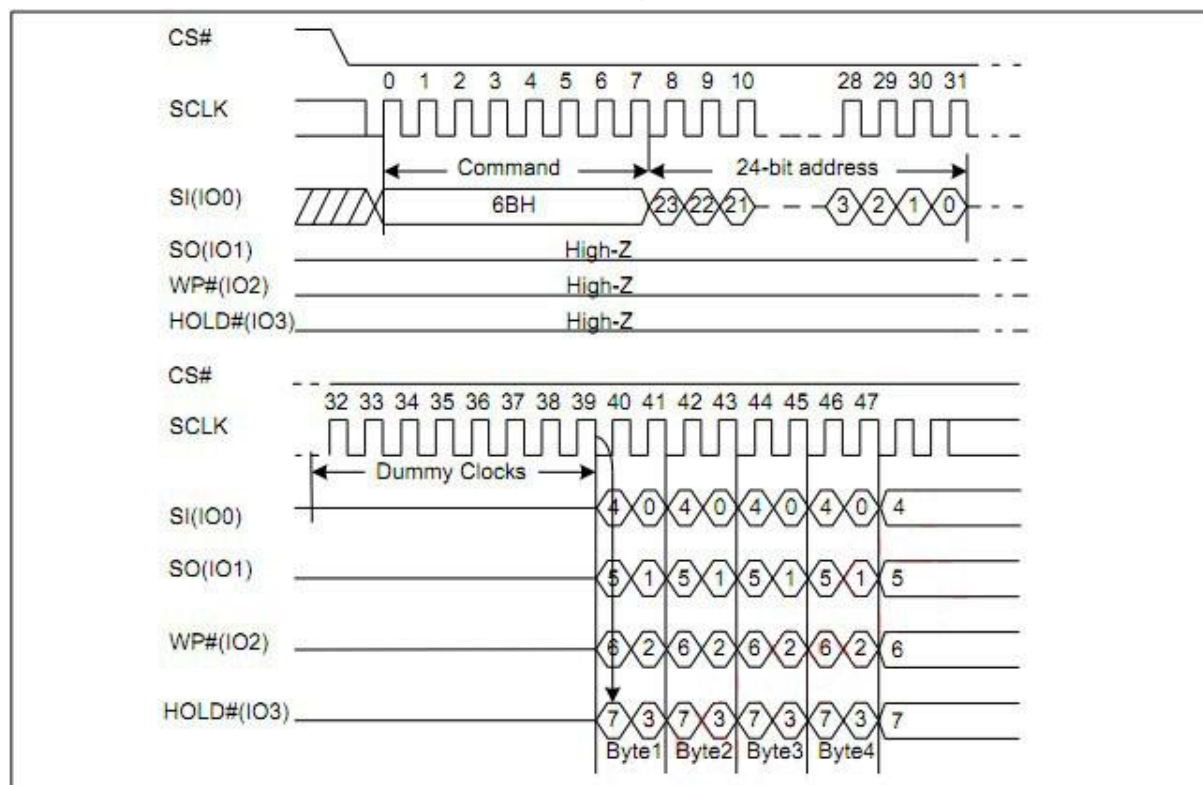 CS#
0 1 2 3 4 5 6 7 8 9 10 28 29 30 31
SCLK
Command 24-bit address
SI(IO0) 6BH 23 22 21 3 2 1 0
SO(IO1) High-Z
WP#(IO2) High-Z
HOLD#(IO3) High-Z
CS#
32 33 34 35 36 37 38 39 40 41 42 43 44 45 46 47
SCLK
Dummy Clocks
SI(IO0) 4 0 4 0 4 0 4 0 4
SO(IO1) 5 1 5 1 5 1 5 1 5
WP#(IO2) 6 2 6 2 6 2 6 2 6
HOLD#(IO3) 7 3 7 3 7 3 7 3 7
Byte1 Byte2 Byte3 Byte4